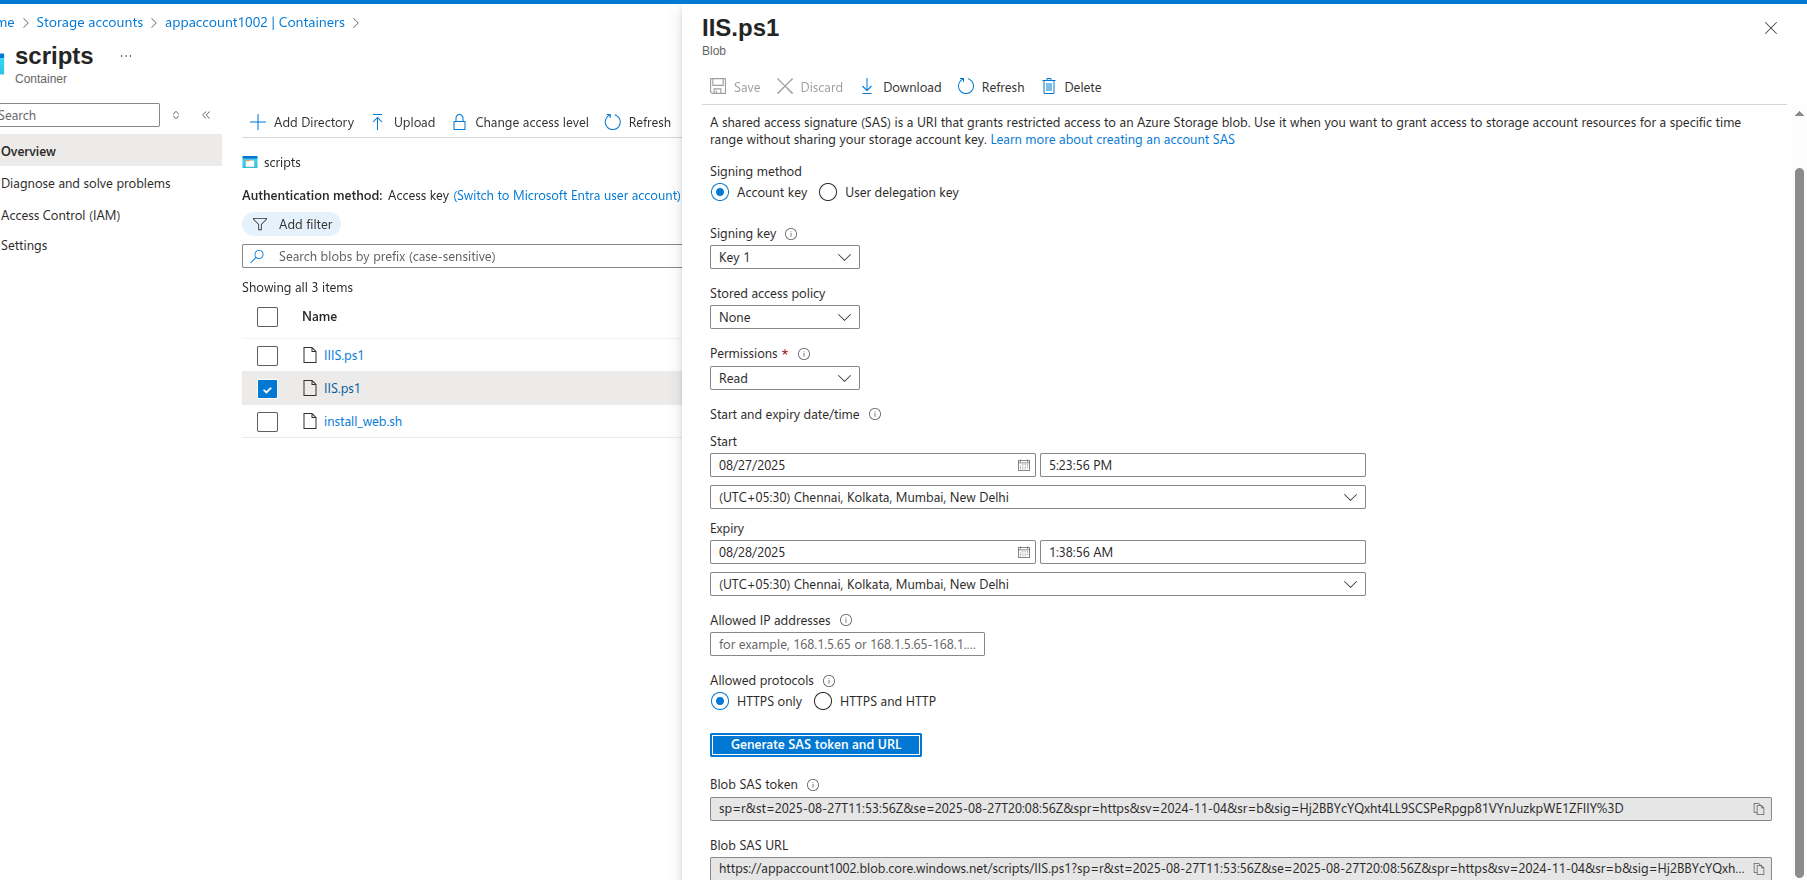 me > Storage accounts > appaccount1002 | Containers >
scripts ...
Container
Search
Overview
Diagnose and solve problems
Access Control (IAM)
Settings
Add Directory Upload Change access level Refresh
scripts
Authentication method: Access key (Switch to Microsoft Entra user account)
Add filter
Search blobs by prefix (case-sensitive)
Showing all 3 items
Name
IIIS.ps1
IIS.ps1
install_web.sh
IIS.ps1
Blob
Save Discard Download Refresh Delete
A shared access signature (SAS) is a URI that grants restricted access to an Azure Storage blob. Use it when you want to grant access to storage account resources for a specific time
range without sharing your storage account key. Learn more about creating an account SAS
Signing method
Account key User delegation key
Signing key
Key 1
Stored access policy
None
Permissions *
Read
Start and expiry date/time
Start
08/27/2025 5:23:56 PM
(UTC+05:30) Chennai, Kolkata, Mumbai, New Delhi
Expiry
08/28/2025 1:38:56 AM
(UTC+05:30) Chennai, Kolkata, Mumbai, New Delhi
Allowed IP addresses
for example, 168.1.5.65 or 168.1.5.65-168.1....
Allowed protocols
HTTPS only HTTPS and HTTP
Generate SAS token and URL
Blob SAS token
sp=r&st=2025-08-27T11:53:56Z&se=2025-08-27T20:08:56Z&spr=https&sv=2024-11-04&sr=b&sig=Hj2BBYcYQxht4LL9SCSPeRpgp81VYnJuzkpWE1ZFIIY%3D
Blob SAS URL
https://appaccount1002.blob.core.windows.net/scripts/IIS.ps1?sp=r&st=2025-08-27T11:53:56Z&se=2025-08-27T20:08:56Z&spr=https&sv=2024-11-04&sr=b&sig=Hj2BBYcYQxh...